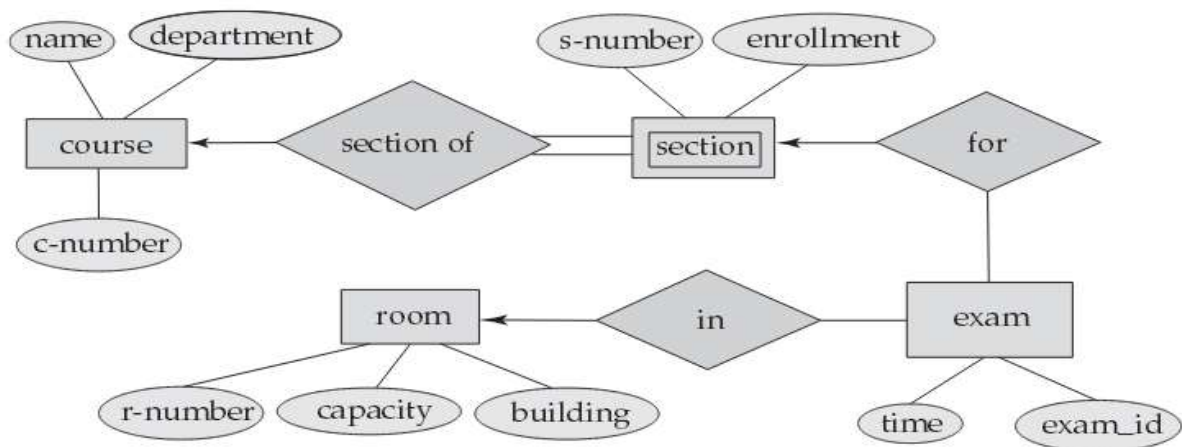 name
department
s-number
enrollment
course
section of
section
for
c-number
room
in
exam
r-number
capacity
building
time
exam_id